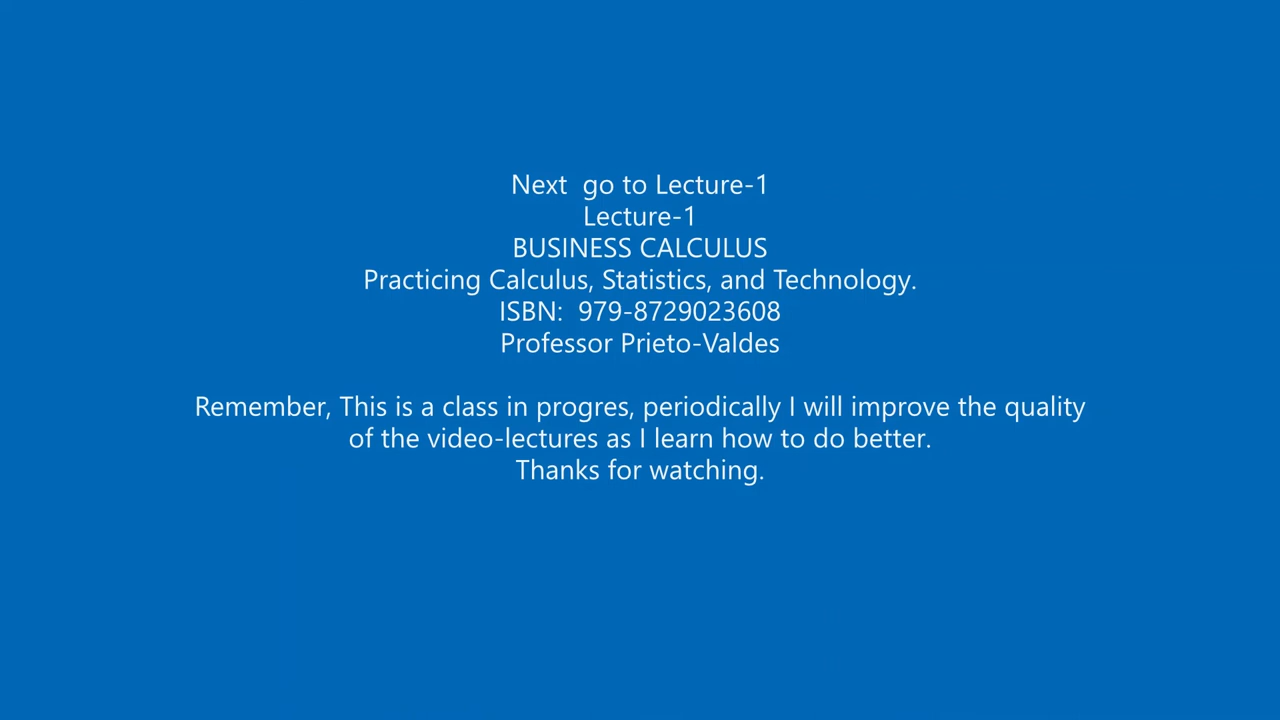 Next  go to Lecture-1
Lecture-1
BUSINESS CALCULUS
Practicing Calculus, Statistics, and Technology.
ISBN:  979-8729023608
Professor Prieto-Valdes
Remember, This is a class in progres, periodically I will improve the quality
of the video-lectures as I learn how to do better.
Thanks for watching.